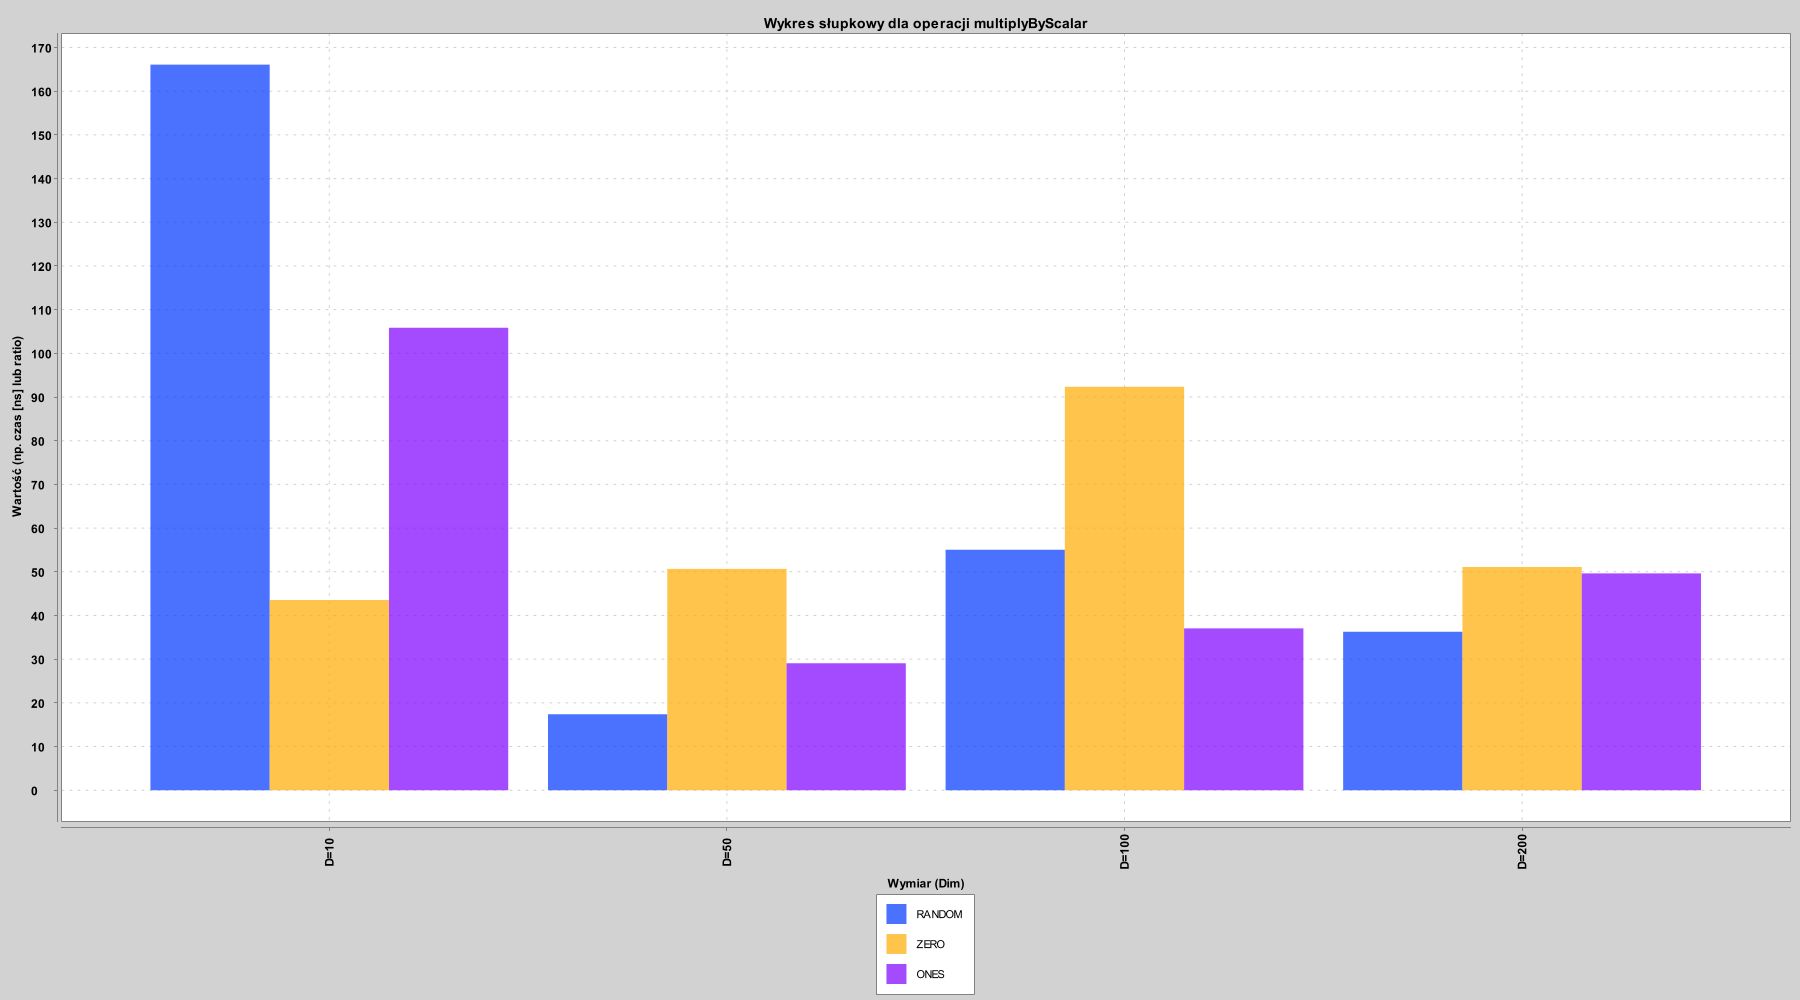 Wykres słupkowy dla operacji multiplyByScalar
Wartość (np. czas [ns] lub ratio)
170
160
150
140
130
120
110
100
90
80
70
60
50
40
30
20
10
0
D=10
D=50
D=100
D=200
Wymiar (Dim)
RANDOM
ZERO
ONES